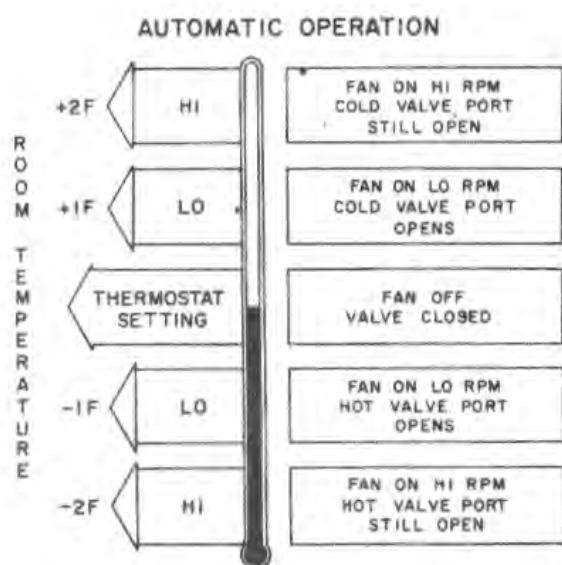 AUTOMATIC OPERATION
ROOM TEMPERATURE
+2F
HI
FAN ON HI RPM
COLD VALVE PORT
STILL OPEN
+1F
LO
FAN ON LO RPM
COLD VALVE PORT
OPENS
THERMOSTAT
SETTING
FAN OFF
VALVE CLOSED
-1F
LO
FAN ON LO RPM
HOT VALVE PORT
OPENS
-2F
Hi
FAN ON HI RPM
HOT VALVE PORT
STILL OPEN